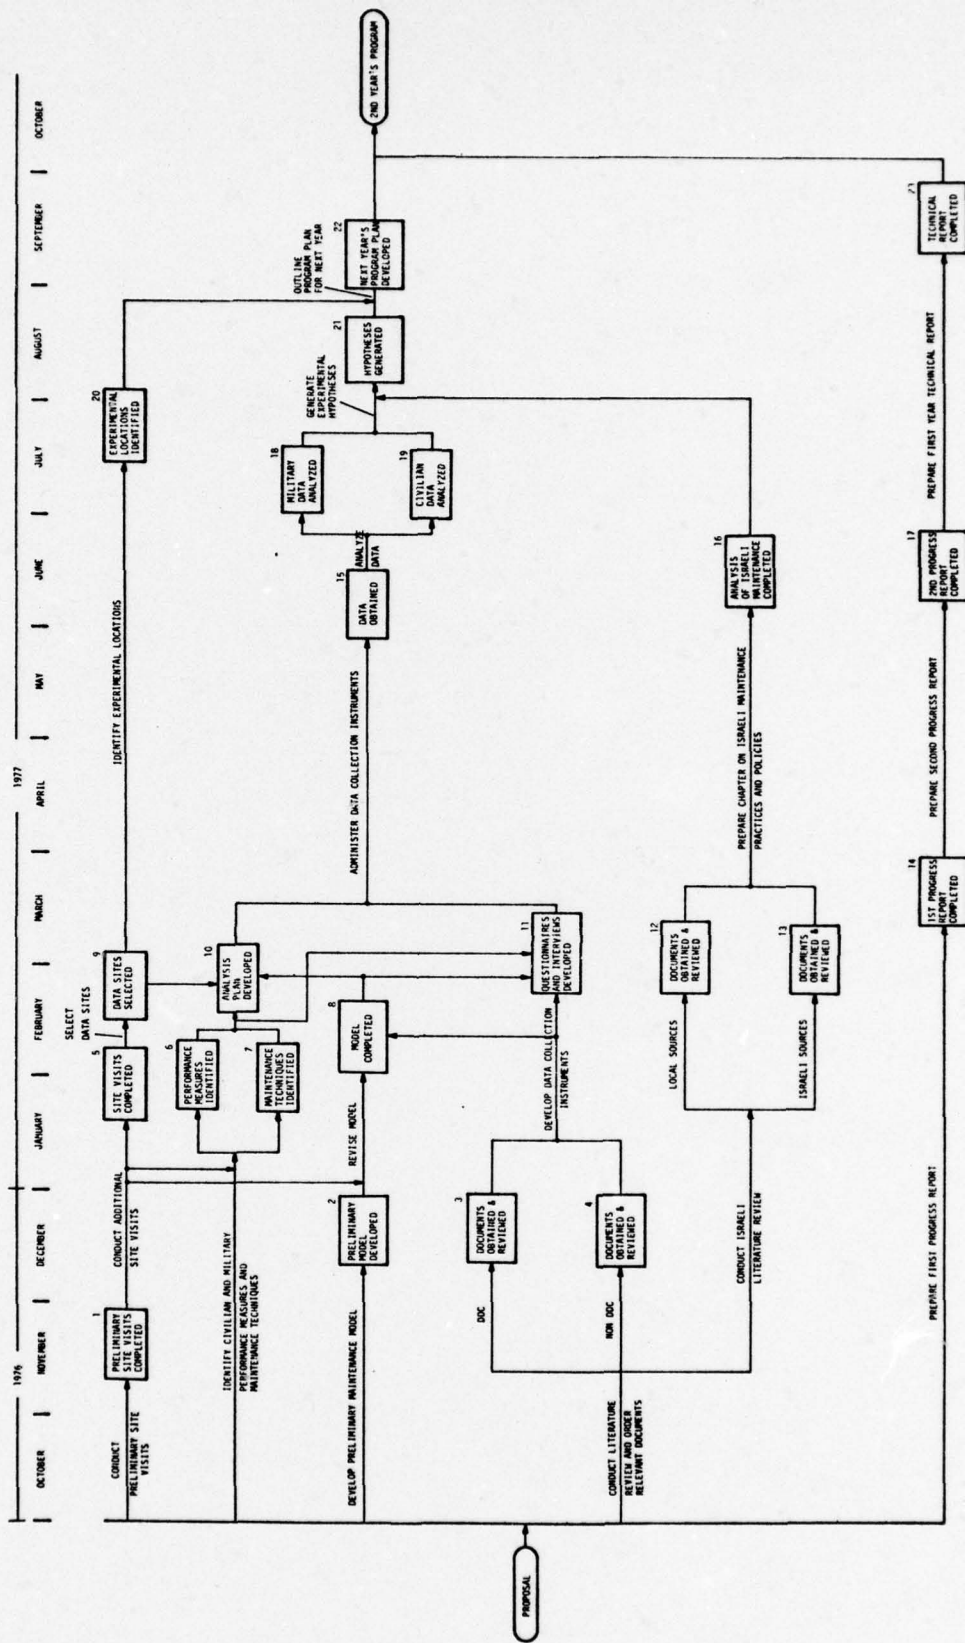 1976
1977
OCTOBER
NOVEMBER
DECEMBER
JANUARY
FEBRUARY
MARCH
APRIL
MAY
JUNE
JULY
AUGUST
SEPTEMBER
OCTOBER
PROPOSAL
CONDUCT
PRELIMINARY SITE
VISITS
1
PRELIMINARY
SITE VISITS
COMPLETED
CONDUCT ADDITIONAL
SITE VISITS
5
SITE VISITS
COMPLETED
SELECT
DATA SITES
9
DATA SITES
SELECTED
IDENTIFY EXPERIMENTAL LOCATIONS
20
EXPERIMENTAL
LOCATIONS
IDENTIFIED
IDENTIFY CIVILIAN AND MILITARY
PERFORMANCE MEASURES AND
MAINTENANCE TECHNIQUES
6
PERFORMANCE
MEASURES
IDENTIFIED
7
MAINTENANCE
TECHNIQUES
IDENTIFIED
10
ANALYSIS
PLAN
DEVELOPED
DEVELOP PRELIMINARY MAINTENANCE MODEL
2
PRELIMINARY
MODEL
DEVELOPED
REVISE MODEL
8
MODEL
COMPLETED
ADMINISTER DATA COLLECTION INSTRUMENTS
15
DATA
OBTAINED
ANALYZE
DATA
18
MILITARY
DATA
ANALYZED
19
CIVILIAN
DATA
ANALYZED
GENERATE
EXPERIMENTAL
HYPOTHESES
21
HYPOTHESES
GENERATED
OUTLINE
PROGRAM PLAN
FOR NEXT YEAR
22
NEXT YEAR'S
PROGRAM PLAN
DEVELOPED
2ND YEAR'S PROGRAM
CONDUCT LITERATURE
REVIEW AND ORDER
RELEVANT DOCUMENTS
DDC
3
DOCUMENTS
OBTAINED &
REVIEWED
NON DDC
4
DOCUMENTS
OBTAINED &
REVIEWED
DEVELOP DATA COLLECTION
INSTRUMENTS
11
QUESTIONNAIRES
AND INTERVIEWS
DEVELOPED
CONDUCT ISRAELI
LITERATURE REVIEW
LOCAL SOURCES
12
DOCUMENTS
OBTAINED &
REVIEWED
ISRAELI SOURCES
13
DOCUMENTS
OBTAINED &
REVIEWED
PREPARE CHAPTER ON ISRAELI MAINTENANCE
PRACTICES AND POLICIES
16
ANALYSIS
OF ISRAELI
MAINTENANCE
COMPLETED
PREPARE FIRST PROGRESS REPORT
14
1ST PROGRESS
REPORT
COMPLETED
PREPARE SECOND PROGRESS REPORT
17
2ND PROGRESS
REPORT
COMPLETED
PREPARE FIRST YEAR TECHNICAL REPORT
23
TECHNICAL
REPORT
COMPLETED